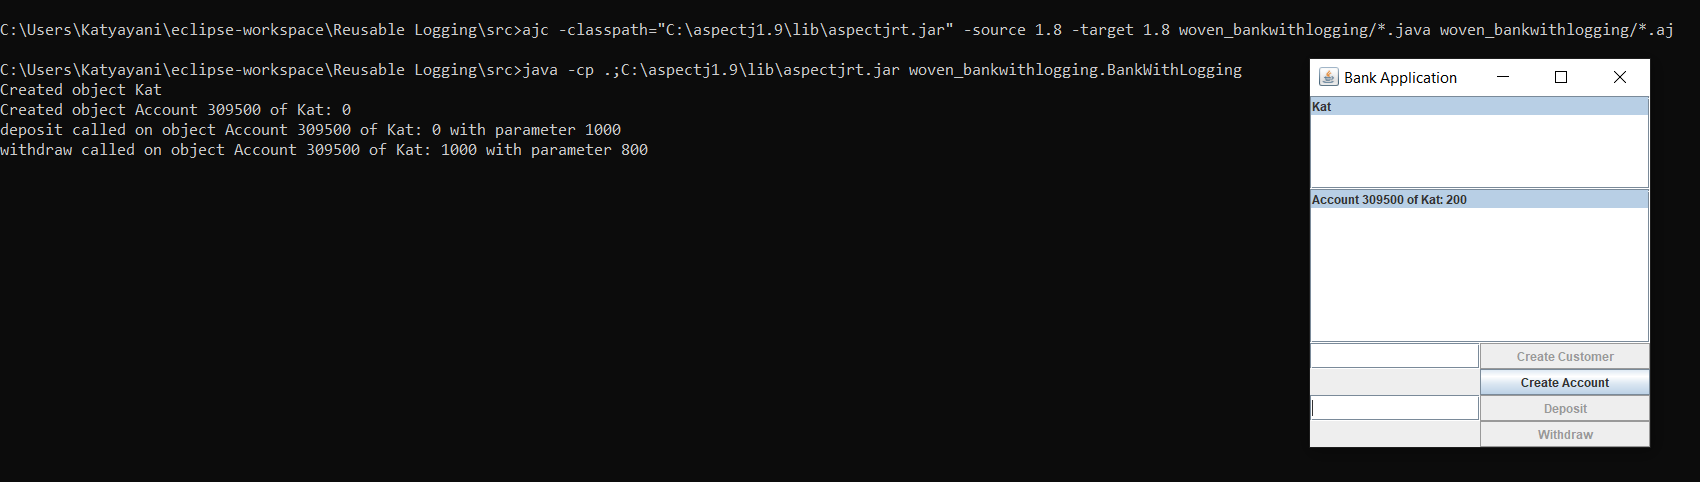 C:\Users\Katyayani\eclipse-workspace\Reusable Logging\src>ajc -classpath="C:\aspectj1.9\lib\aspectjrt.jar" -source 1.8 -target 1.8 woven_bankwithlogging/*.java woven_bankwithlogging/*.aj
C:\Users\Katyayani\eclipse-workspace\Reusable Logging\src>java -cp .;C:\aspectj1.9\lib\aspectjrt.jar woven_bankwithlogging.BankWithLogging
Created object Kat
Created object Account 309500 of Kat: 0
deposit called on object Account 309500 of Kat: 0 with parameter 1000
withdraw called on object Account 309500 of Kat: 1000 with parameter 800
Bank Application
Kat
Account 309500 of Kat: 200
Create Customer
Create Account
Deposit
Withdraw